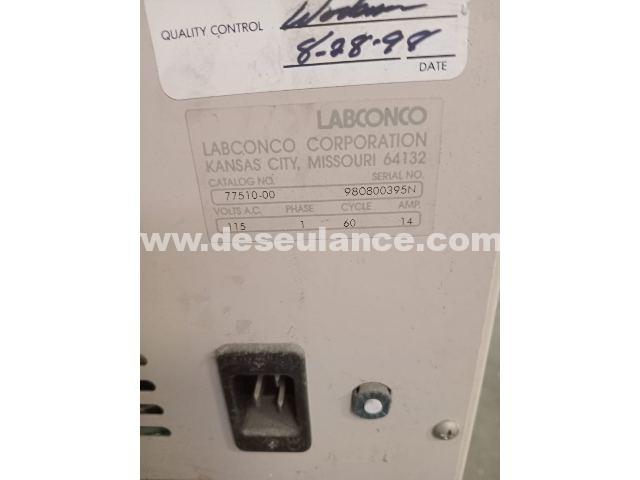 QUALITY CONTROL
8-28-98
DATE
LABCONCO
LABCONCO CORPORATION
KANSAS CITY, MISSOURI 64132
CATALOG NO. SERIAL NO.
77510-00 980800395N
VOLTS A.C. PHASE CYCLE AMP.
115 1 60 14
www.deseulance.com